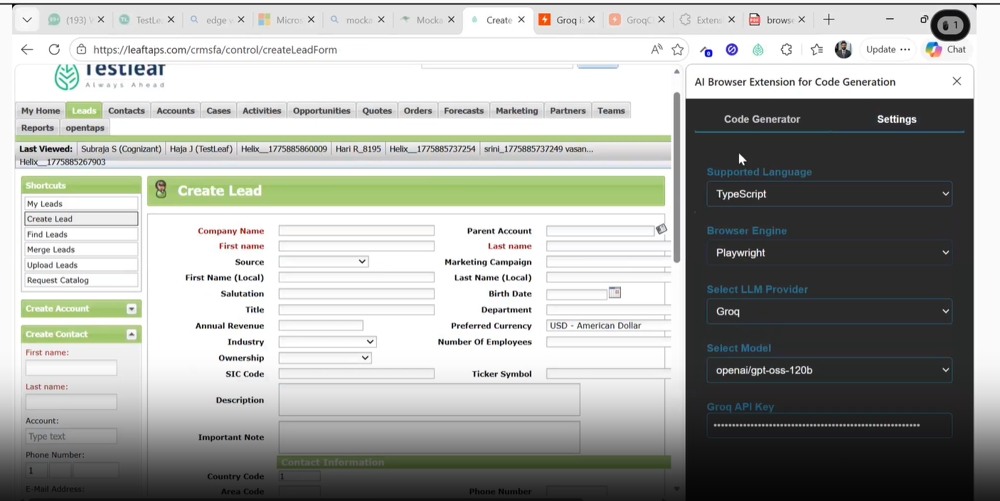 (193) W TestLea edge w Micros mocka Mocka Create Groq is GroqC Extens browse 1
https://leaftaps.com/crmsfa/control/createLeadForm Update Chat
Testleaf
Always Ahead
My Home Leads Contacts Accounts Cases Activities Opportunities Quotes Orders Forecasts Marketing Partners Teams
Reports opentaps
Last Viewed: Subraja S (Cognizant) Haja J (TestLeaf) Helix__1775885860009 Hari R_8195 Helix__1775885737254 srini_1775885737249 vasan...
Helix__1775885267903
Shortcuts
My Leads
Create Lead
Find Leads
Merge Leads
Upload Leads
Request Catalog
Create Account
Create Contact
First name:
Last name:
Account:
Type text
Phone Number:
1
E-Mail Address:
Create Lead
Company Name Parent Account
First name Last name
Source Marketing Campaign
First Name (Local) Last Name (Local)
Salutation Birth Date
Title Department
Annual Revenue Preferred Currency USD - American Dollar
Industry Number Of Employees
Ownership
SIC Code Ticker Symbol
Description
Important Note
Contact Information
Country Code 1
Area Code Phone Number
AI Browser Extension for Code Generation
Code Generator Settings
Supported Language
TypeScript
Browser Engine
Playwright
Select LLM Provider
Groq
Select Model
openai/gpt-oss-120b
Groq API Key